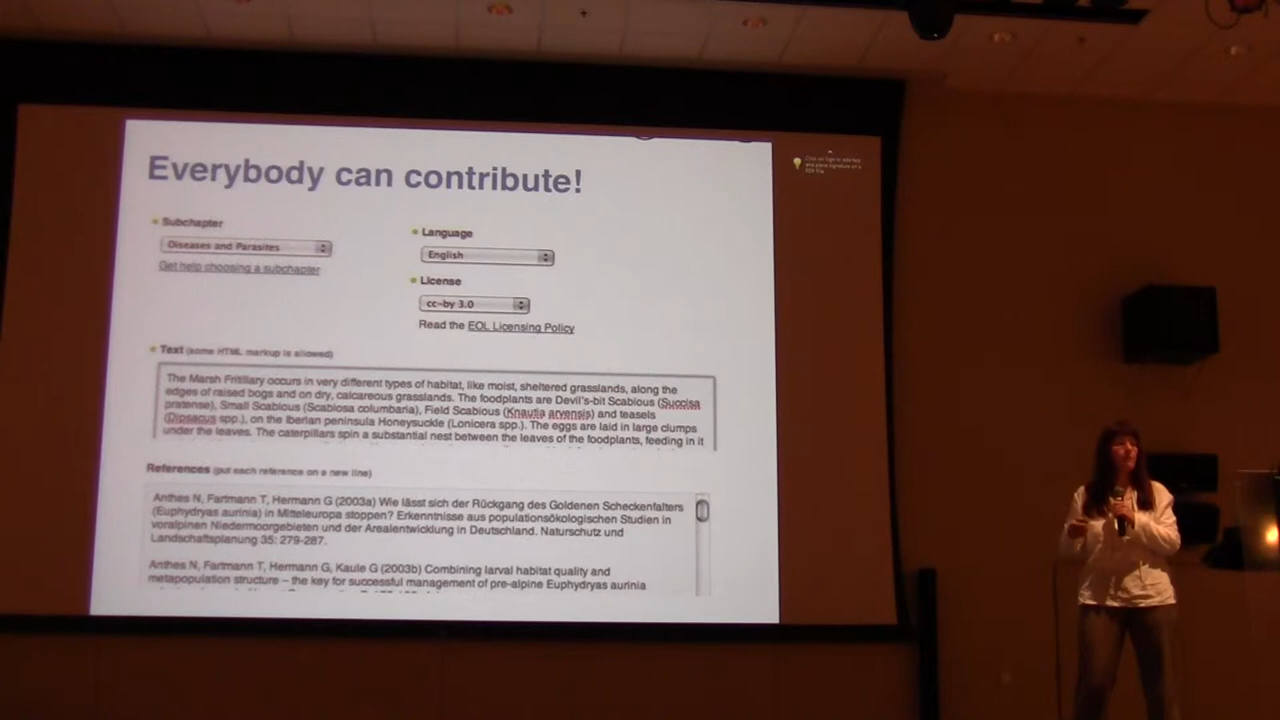 Everybody can contribute!
Subchapter
Diseases and Parasites
Get help choosing a subchapter
Language
English
License
cc-by 3.0
Read the EOL Licensing Policy
Text (some HTML markup is allowed)
The Marsh Fritillary occurs in very different types of habitat, like moist, sheltered grasslands, along the
edges of raised bogs and on dry, calcareous grasslands. The foodplants are Devil's-bit Scabious (Succisa
pratense), Small Scabious (Scabiosa columbaria), Field Scabious (Knautia arvensis) and teasels
(Dipsacus spp.), on the Iberian peninsula Honeysuckle (Lonicera spp.). The eggs are laid in large clumps
under the leaves. The caterpillars spin a substantial nest between the leaves of the foodplants, feeding in it
References (put each reference on a new line)
Anthes N, Fartmann T, Hermann G (2003a) Wie lässt sich der Rückgang des Goldenen Scheckenfalters
(Euphydryas aurinia) in Mitteleuropa stoppen? Erkenntnisse aus populationsökologischen Studien in
voralpinen Niedermoorgebieten und der Arealentwicklung in Deutschland. Naturschutz und
Landschaftsplanung 35: 279-287.
Anthes N, Fartmann T, Hermann G, Kaule G (2003b) Combining larval habitat quality and
metapopulation structure – the key for successful management of pre-alpine Euphydryas aurinia